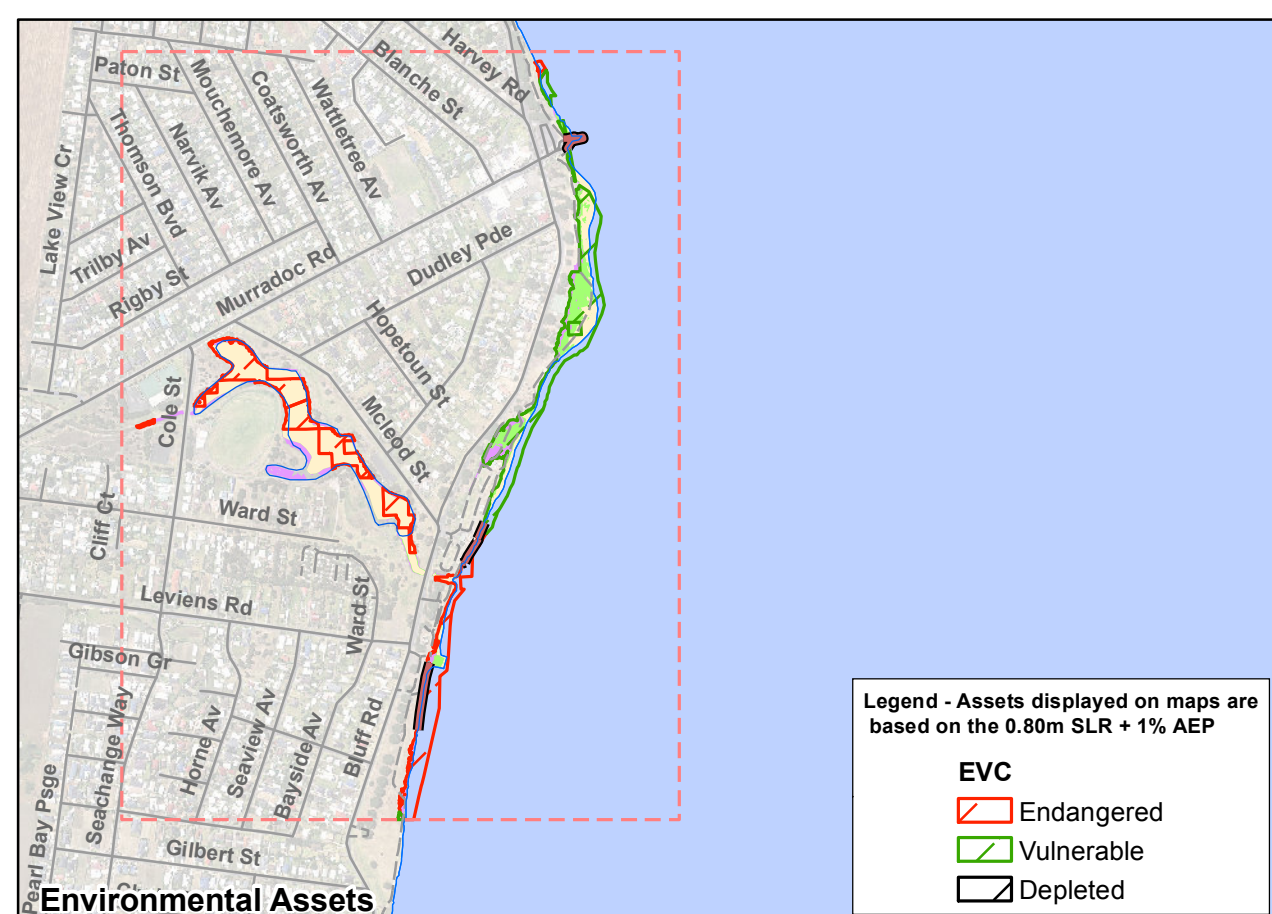 Harvey Rd
Blanche St
Paton St
Mouchemore Av
Coatsworth Av
Wattletree Av
Thomson Bvd
Narvik Av
Lake View Cr
Trilby Av
Rigby St
Murradoc Rd
Dudley Pde
Hopetoun St
Mcleod St
Cole St
Cliff Ct
Ward St
Leviens Rd
Ward St
Gibson Gr
Seachange Way
Horne Av
Seaview Av
Bayside Av
Bluff Rd
Pearl Bay Psge
Gilbert St
Environmental Assets
Legend - Assets displayed on maps are
based on the 0.80m SLR + 1% AEP
EVC
Endangered
Vulnerable
Depleted